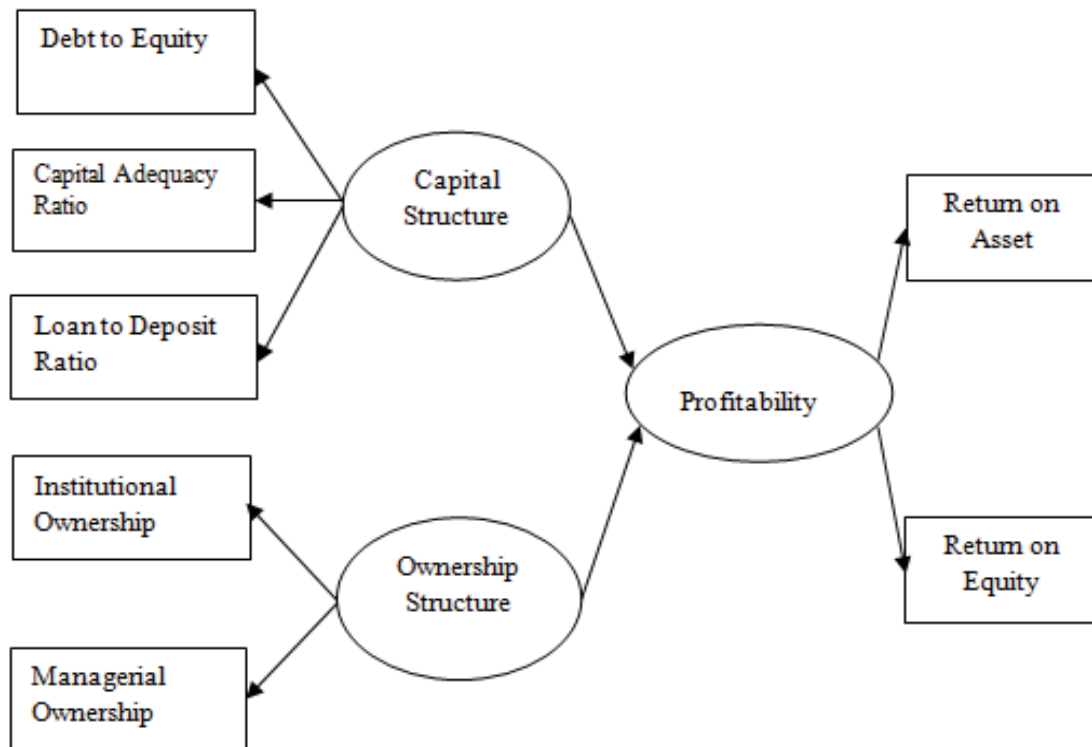 Debt to Equity
Capital Adequacy
Ratio
Loan to Deposit
Ratio
Institutional
Ownership
Managerial
Ownership
Capital
Structure
Ownership
Structure
Profitability
Return on
Asset
Return on
Equity